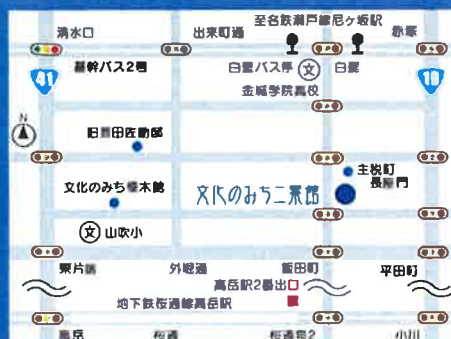 至名鉄瀬戸線尼ヶ坂駅
清水口
出来町通
赤塚
41
基幹バス2号
白壁バス停
文
白壁
19
金城学院高校
N
旧豊田佐助邸
主税町
長屋門
文化のみち橦木館
文化のみち二葉館
文 山吹小
東片端
外堀通
飯田町
平田町
高岳駅2番出口
地下鉄桜通線高岳駅
高岳
桜通
小川